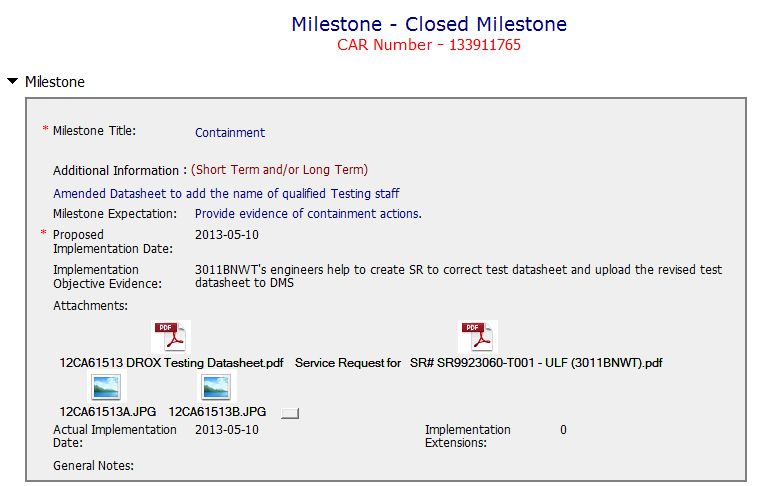 Milestone - Closed Milestone
CAR Number - 133911765
Milestone
* Milestone Title: Containment
Additional Information : (Short Term and/or Long Term)
Amended Datasheet to add the name of qualified Testing staff
Milestone Expectation: Provide evidence of containment actions.
* Proposed Implementation Date: 2013-05-10
Implementation Objective Evidence: 3011BNWT's engineers help to create SR to correct test datasheet and upload the revised test datasheet to DMS
Attachments:
PDF PDF
12CA61513 DROX Testing Datasheet.pdf Service Request for SR# SR9923060-T001 - ULF (3011BNWT).pdf
12CA61513A.JPG 12CA61513B.JPG
Actual Implementation Date: 2013-05-10 Implementation Extensions: 0
General Notes: